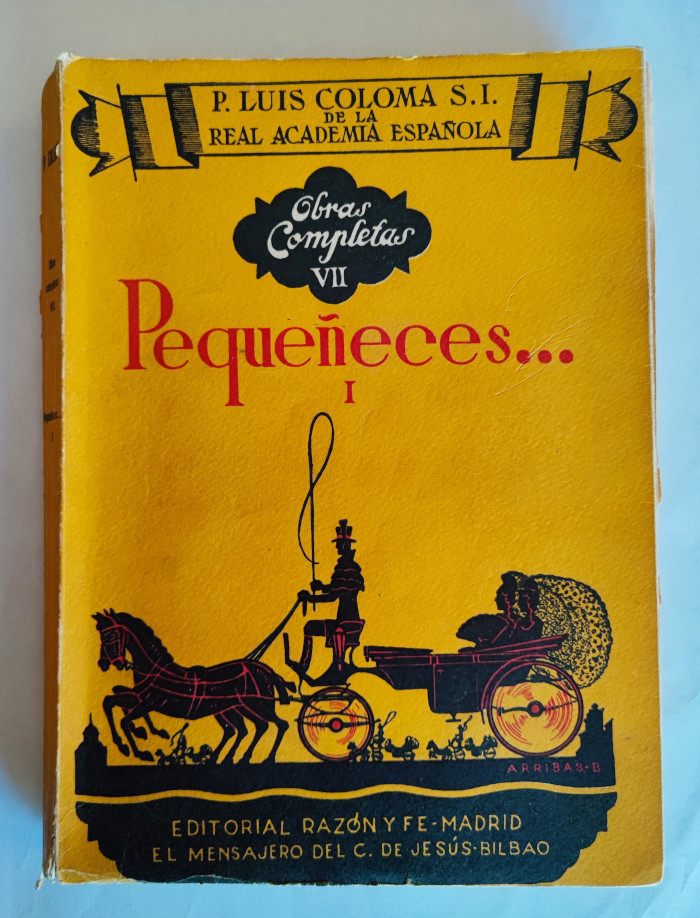 P. LUIS COLOMA S.I.
DE LA
REAL ACADEMIA ESPAÑOLA
Obras
Completas
VII
Pequeñeces...
I
ARRIBAS-B
EDITORIAL RAZÓN Y FE-MADRID
EL MENSAJERO DEL C. DE JESÚS-BILBAO
Pequeñeces...
I